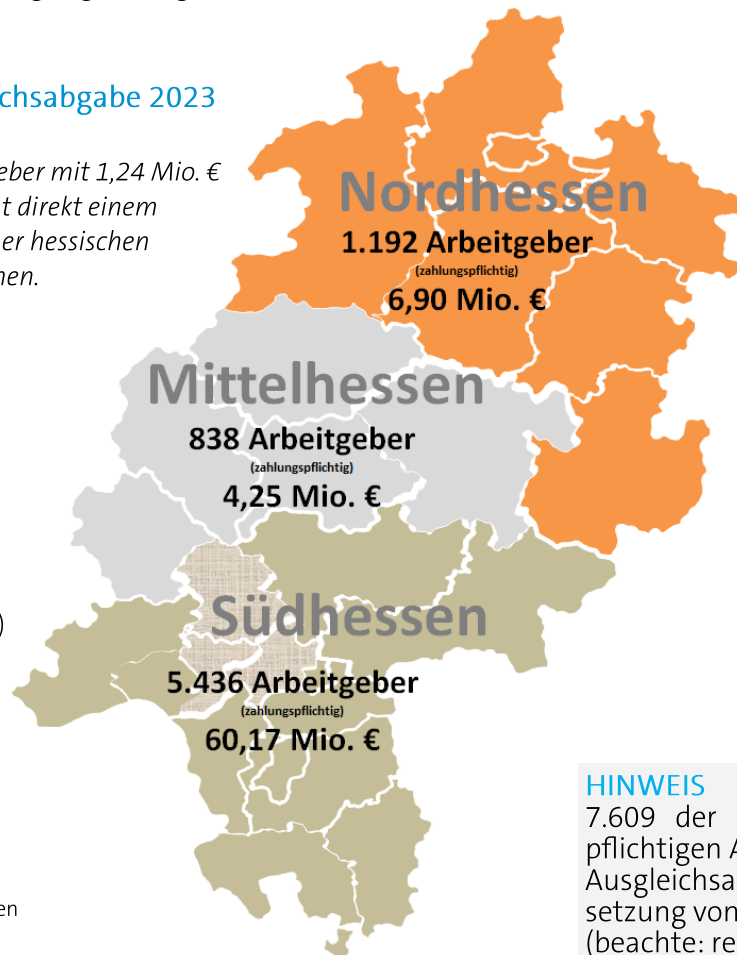 chsabgabe 2023
eber mit 1,24 Mio. €
t direkt einem
er hessischen
nen.
Nordhessen
1.192 Arbeitgeber
(zahlungspflichtig)
6,90 Mio. €
Mittelhessen
838 Arbeitgeber
(zahlungspflichtig)
4,25 Mio. €
)
Südhessen
5.436 Arbeitgeber
(zahlungspflichtig)
60,17 Mio. €
HINWEIS
7.609 der
pflichtigen A
Ausgleichsa
setzung von
(beachte: re
en